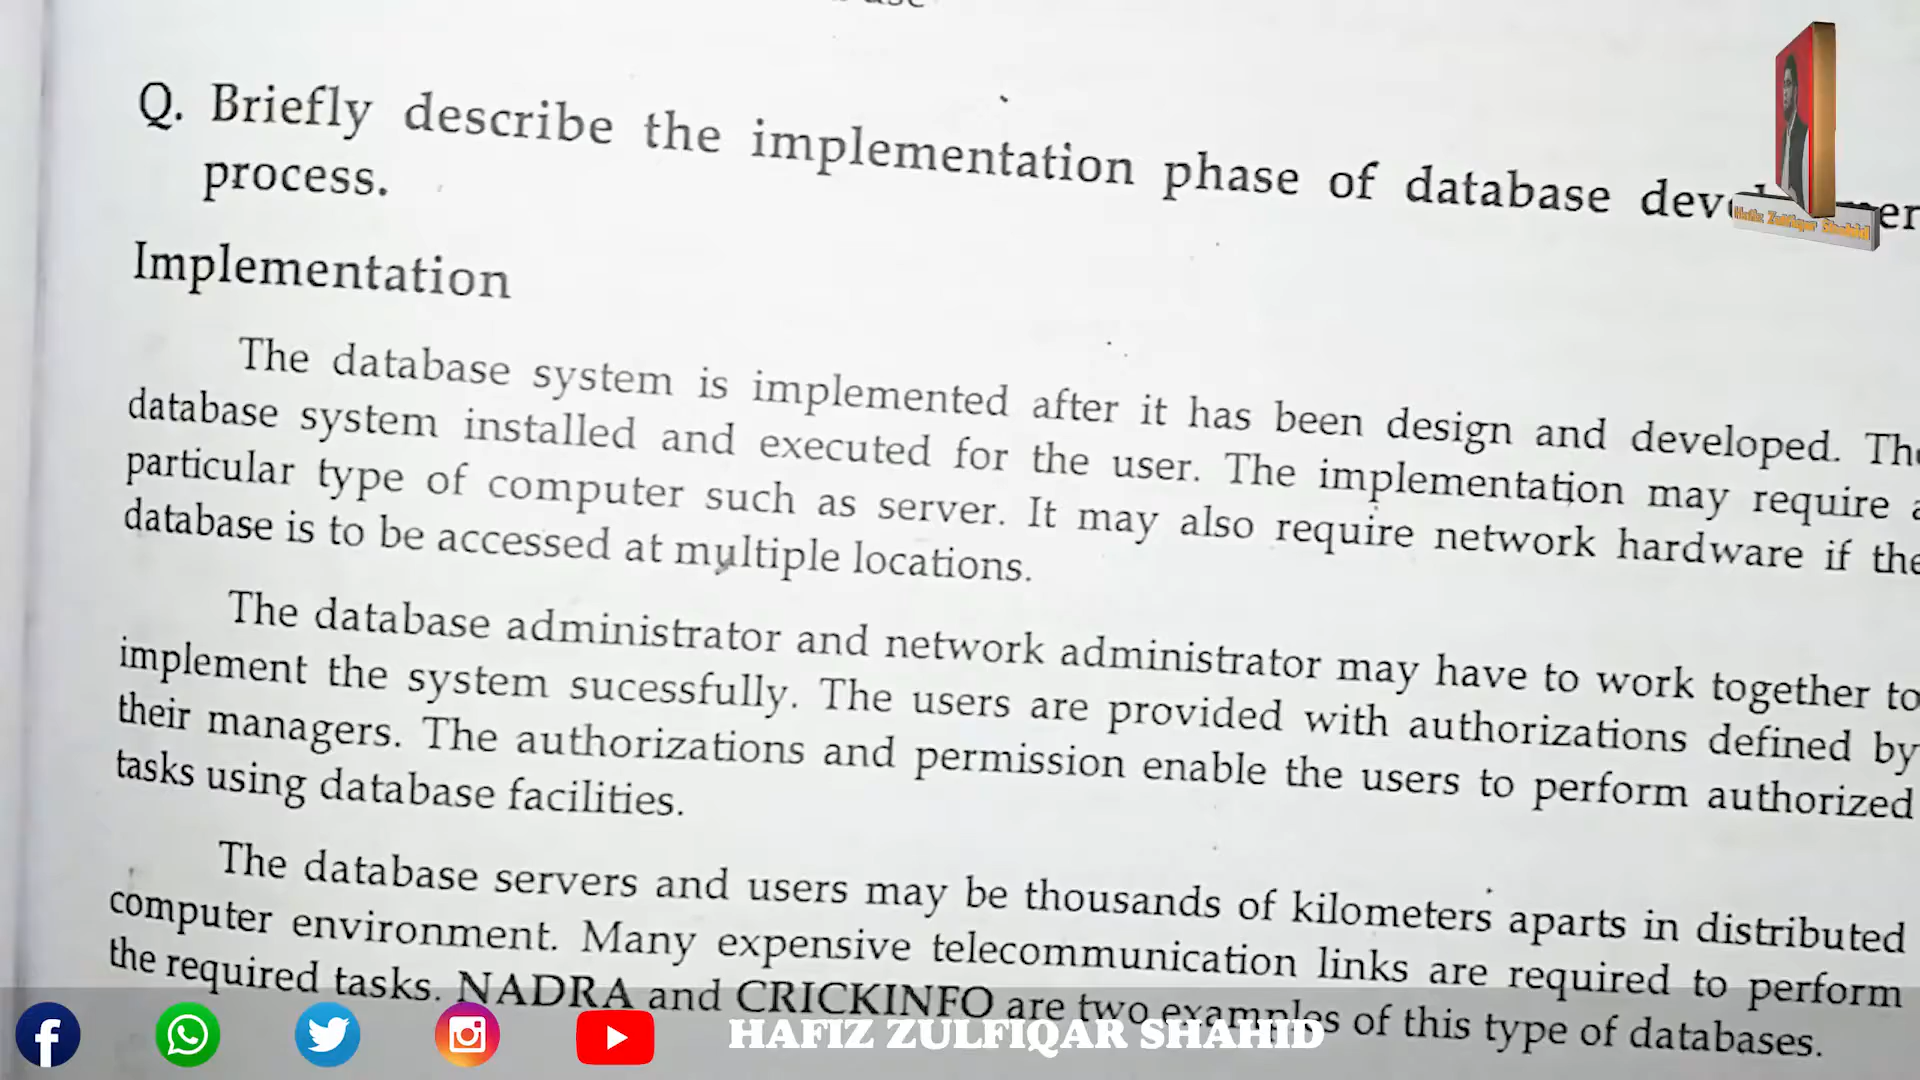 Q. Briefly describe the implementation phase of database
process.
Implementation
The database system is implemented after it has been design and developed. The
database system installed and executed for the user. The implementation may require a
particular type of computer such as server. It may also require network hardware if the
database is to be accessed at multiple locations.
The database administrator and network administrator may have to work together to
implement the system sucessfully. The users are provided with authorizations defined by
their managers. The authorizations and permission enable the users to perform authorized
tasks using database facilities.
The database servers and users may be thousands of kilometers aparts in distributed
computer environment. Many expensive telecommunication links are required to perform
the required tasks. NADRA and CRICKINFO are two examples of this type of databases.
Hafiz Zulfiqar Shahid
HAFIZ ZULFIQAR SHAHID